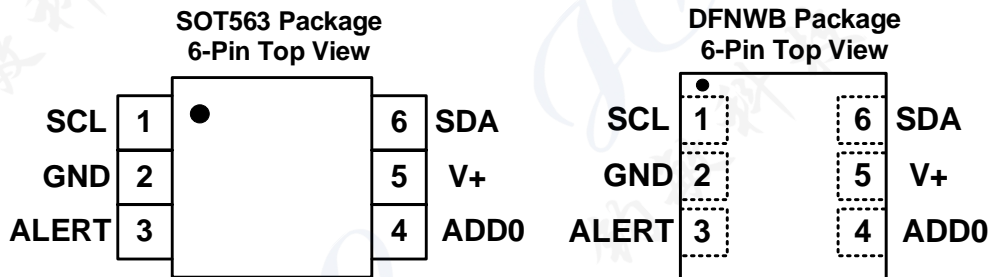 SOT563 Package
6-Pin Top View
SCL 1 6 SDA
GND 2 5 V+
ALERT 3 4 ADD0
DFNWB Package
6-Pin Top View
SCL 1 6 SDA
GND 2 5 V+
ALERT 3 4 ADD0